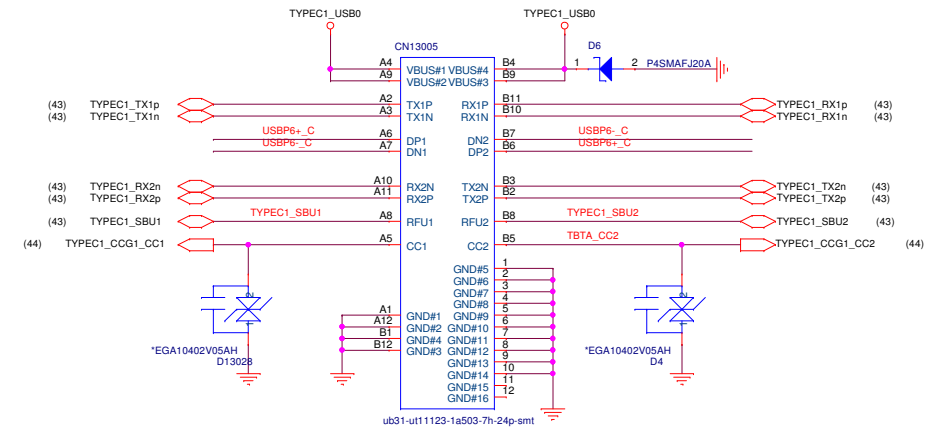 TYPEC1_USB0 TYPEC1_USB0
CN13005 D6
A4 VBUS#1 VBUS#4 B4 1 2 P4SMAFJ20A
A9 VBUS#2 VBUS#3 B9
(43) TYPEC1_TX1p A2 TX1P RX1P B11 TYPEC1_RX1p (43)
(43) TYPEC1_TX1n A3 TX1N RX1N B10 TYPEC1_RX1n (43)
USBP6+_C A6 DP1 DN2 B7 USBP6-_C
USBP6-_C A7 DN1 DP2 B6 USBP6+_C
(43) TYPEC1_RX2n A10 RX2N TX2N B3 TYPEC1_TX2n (43)
(43) TYPEC1_RX2p A11 RX2P TX2P B2 TYPEC1_TX2p (43)
(43) TYPEC1_SBU1 TYPEC1_SBU1 A8 RFU1 RFU2 B8 TYPEC1_SBU2 TYPEC1_SBU2 (43)
(44) TYPEC1_CCG1_CC1 A5 CC1 CC2 B5 TBTA_CC2 TYPEC1_CCG1_CC2 (44)
GND#5 1
GND#6 2
GND#7 3
GND#8 4
A1 GND#1 GND#9 5
A12 GND#2 GND#10 6
B1 GND#4 GND#11 7
B12 GND#3 GND#12 8
GND#13 9
GND#14 10
GND#15 11
GND#16 12
2 1 *EGA10402V05AH D13028
2 1 *EGA10402V05AH D4
ub31-ut11123-1a503-7h-24p-smt